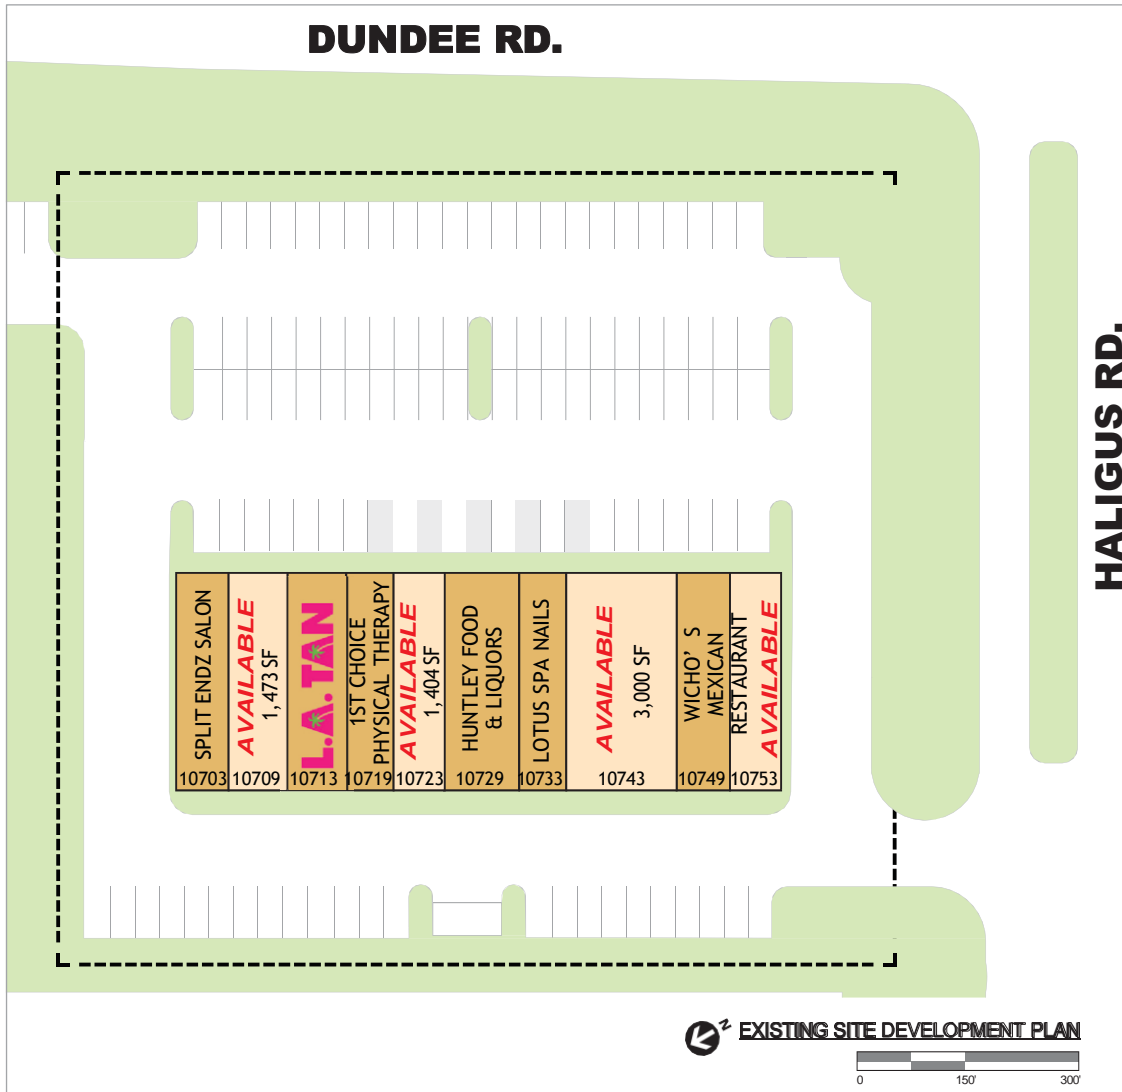 DUNDEE RD.
HALIGUS RD.
SPLIT ENDZ SALON
10703
AVAILABLE
1,473 SF
10709
L.A. TAN
10713
1ST CHOICE
PHYSICAL THERAPY
10719
AVAILABLE
1,404 SF
10723
HUNTLEY FOOD
& LIQUORS
10729
LOTUS SPA NAILS
10733
AVAILABLE
3,000 SF
10743
WICHO' S
MEXICAN
RESTAURANT
10749
AVAILABLE
10753
N
EXISTING SITE DEVELOPMENT PLAN
0 150' 300'